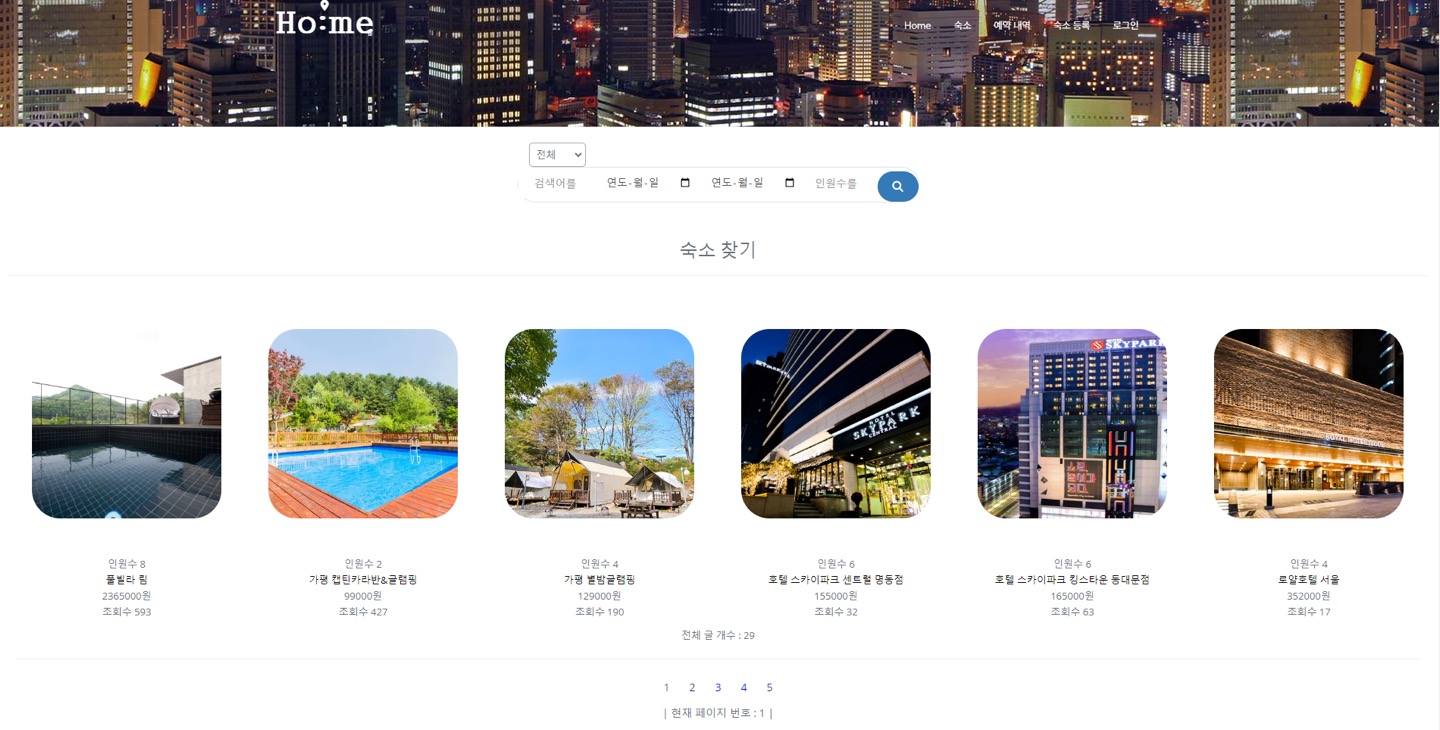 Ho:me
Home 숙소 예약 내역 숙소 등록 로그인
전체
검색어를 연도-월-일 연도-월-일 인원수를
숙소 찾기
SKYPARK
HOTEL
SKYPARK
CENTRAL
인원수 8
풀빌라 림
2365000원
조회수 593
인원수 2
가평 캡틴카라반&글램핑
99000원
조회수 427
인원수 4
가평 별밤글램핑
129000원
조회수 190
인원수 6
호텔 스카이파크 센트럴 명동점
155000원
조회수 32
인원수 6
호텔 스카이파크 킹스타운 동대문점
165000원
조회수 63
인원수 4
로얄호텔 서울
352000원
조회수 17
전체 글 개수 : 29
1 2 3 4 5
| 현재 페이지 번호 : 1 |